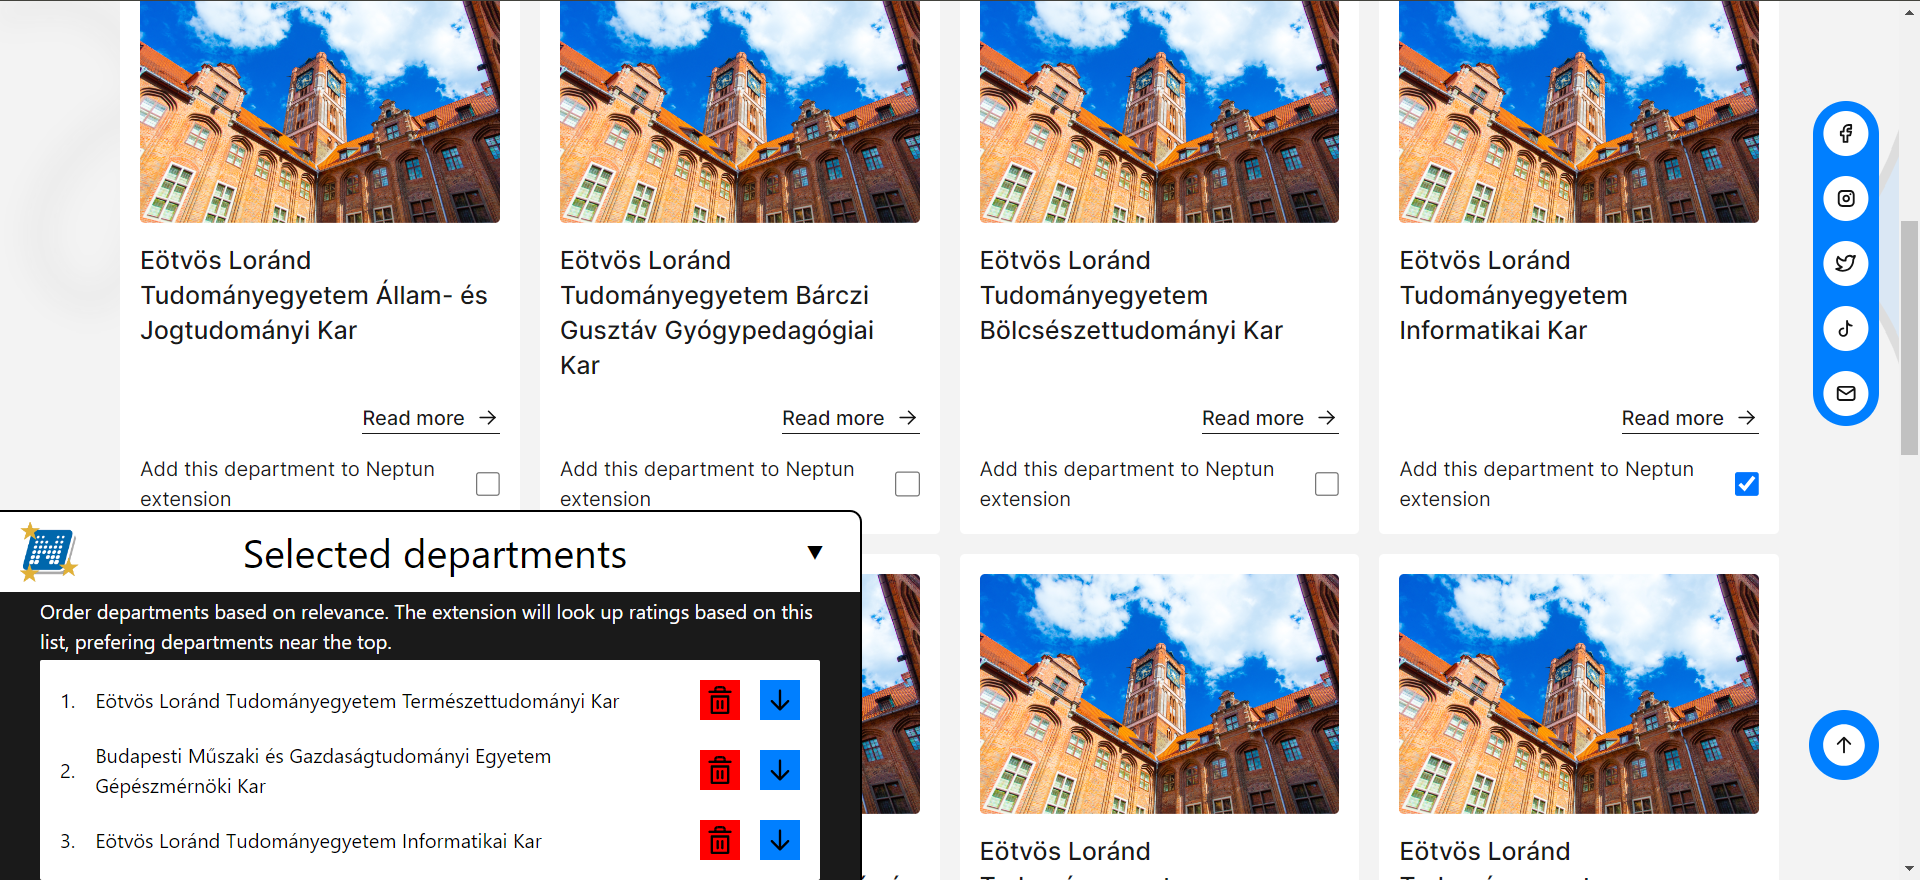 Eötvös Loránd
Tudományegyetem Állam- és
Jogtudományi Kar
Read more
Add this department to Neptun
extension
Eötvös Loránd
Tudományegyetem Bárczi
Gusztáv Gyógypedagógiai
Kar
Read more
Add this department to Neptun
extension
Eötvös Loránd
Tudományegyetem
Bölcsészettudományi Kar
Read more
Add this department to Neptun
extension
Eötvös Loránd
Tudományegyetem
Informatikai Kar
Read more
Add this department to Neptun
extension
Selected departments
Order departments based on relevance. The extension will look up ratings based on this
list, prefering departments near the top.
1. Eötvös Loránd Tudományegyetem Természettudományi Kar
2. Budapesti Műszaki és Gazdaságtudományi Egyetem
Gépészmérnöki Kar
3. Eötvös Loránd Tudományegyetem Informatikai Kar
Eötvös Loránd
Eötvös Loránd